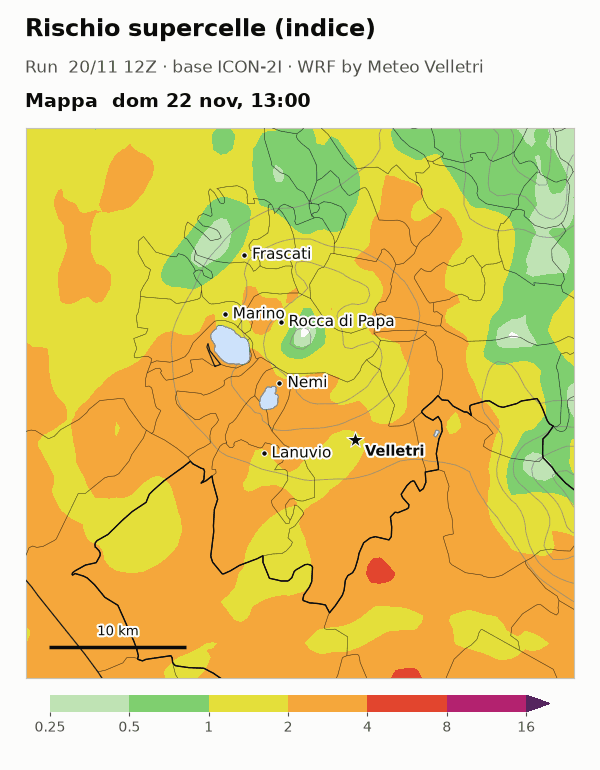 Rischio supercelle (indice)
Run  20/11 12Z · base ICON-2I · WRF by Meteo Velletri
Mappa  dom 22 nov, 13:00
Frascati
Marino
Rocca di Papa
Nemi
Velletri
Lanuvio
10 km
0.25 0.5 1 2 4 8 16